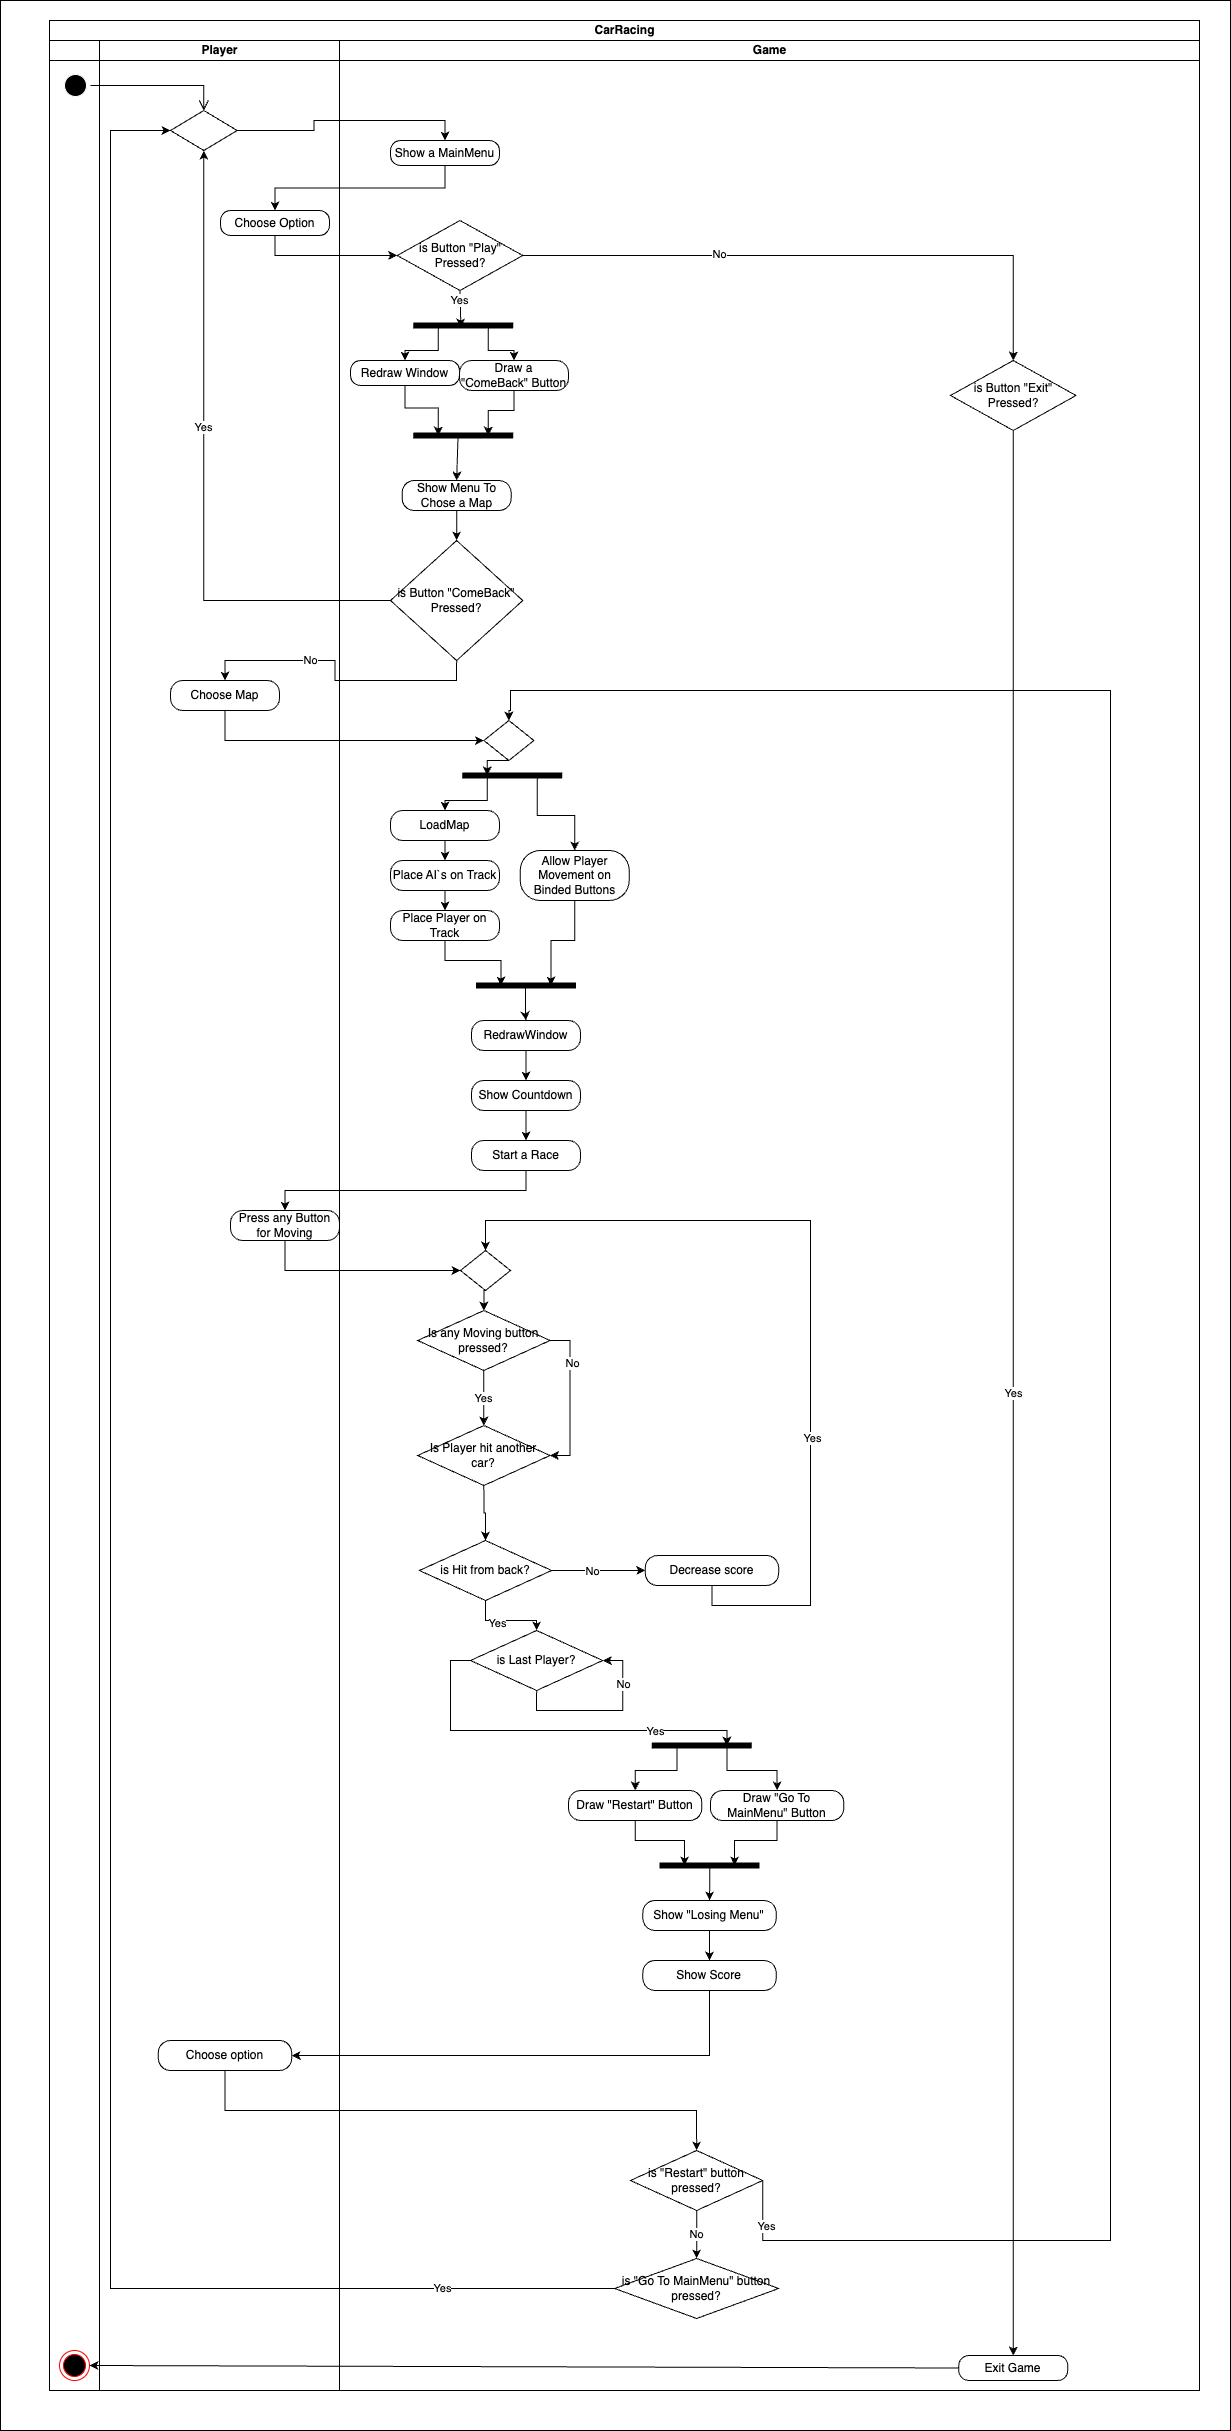 CarRacing
Player
Game
Show a MainMenu
Choose Option
is Button "Play"
Pressed?
No
Yes
Redraw Window
Draw a
"ComeBack" Button
is Button "Exit"
Pressed?
Yes
Show Menu To
Chose a Map
is Button "ComeBack"
Pressed?
No
Choose Map
LoadMap
Allow Player
Movement on
Binded Buttons
Place AI`s on Track
Place Player on
Track
RedrawWindow
Show Countdown
Start a Race
Press any Button
for Moving
Is any Moving button
pressed?
No
Yes
Yes
Yes
Is Player hit another
car?
is Hit from back?
No
Decrease score
Yes
is Last Player?
No
Yes
Draw "Restart" Button
Draw "Go To
MainMenu" Button
Show "Losing Menu"
Show Score
Choose option
is "Restart" button
pressed?
Yes
No
is "Go To MainMenu" button
pressed?
Yes
Exit Game